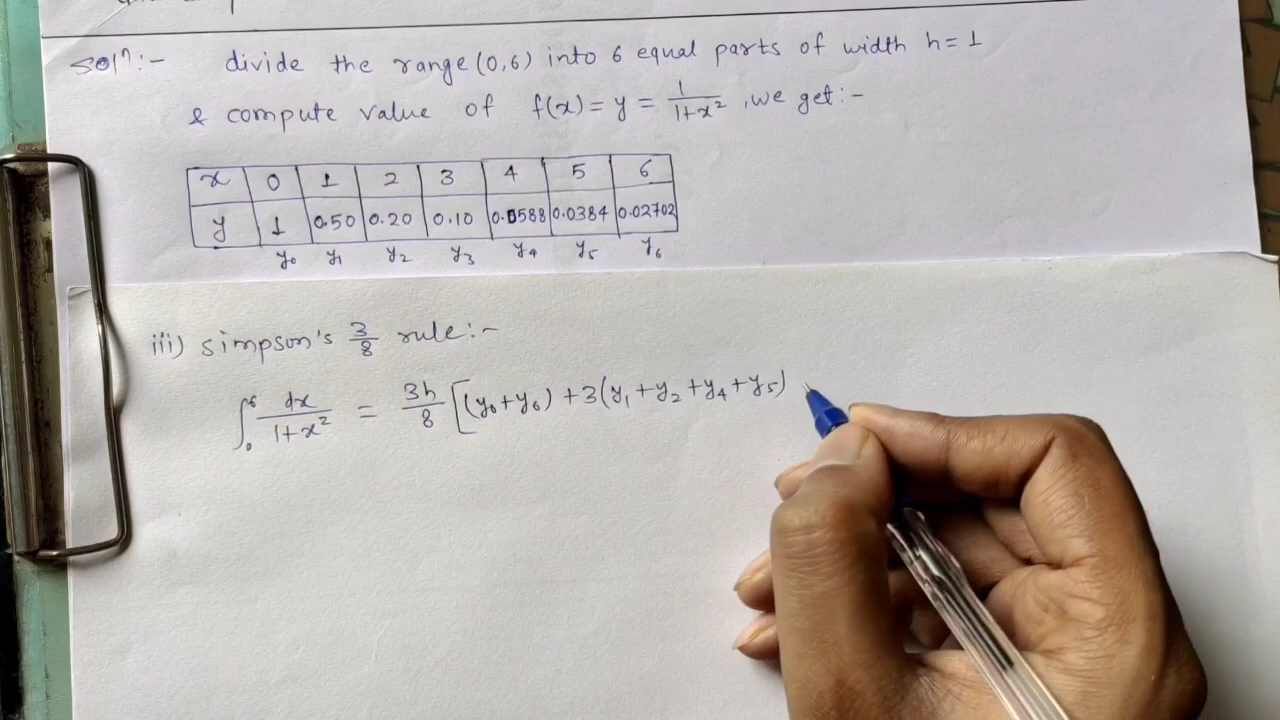 Soln:- divide the range (0,6) into 6 equal parts of width h=1
& compute value of f(x) = y = 1/(1+x²) , we get:-
x 0 1 2 3 4 5 6
y 1 0.50 0.20 0.10 0.0588 0.0384 0.02702
y₀ y₁ y₂ y₃ y₄ y₅ y₆
iii) simpson's 3/8 rule:-
∫₀⁶ dx/(1+x²) = 3h/8 [(y₀+y₆) + 3(y₁+y₂+y₄+y₅)